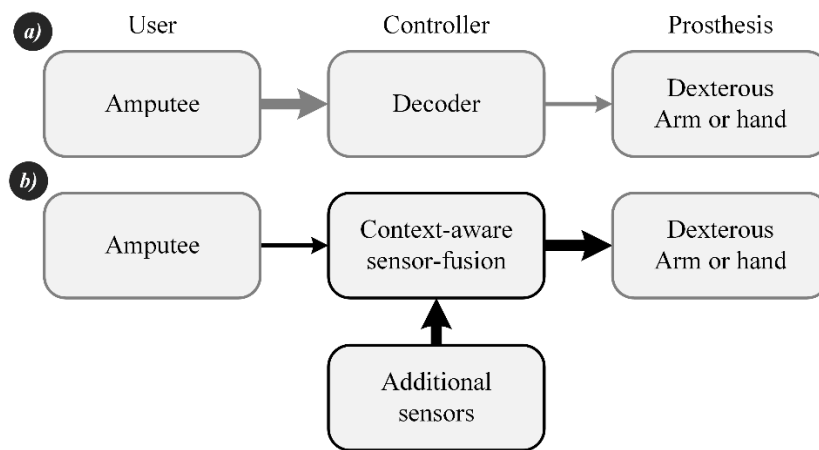 User Controller Prosthesis
a)
Amputee
Decoder
Dexterous
Arm or hand
b)
Amputee
Context-aware
sensor-fusion
Dexterous
Arm or hand
Additional
sensors